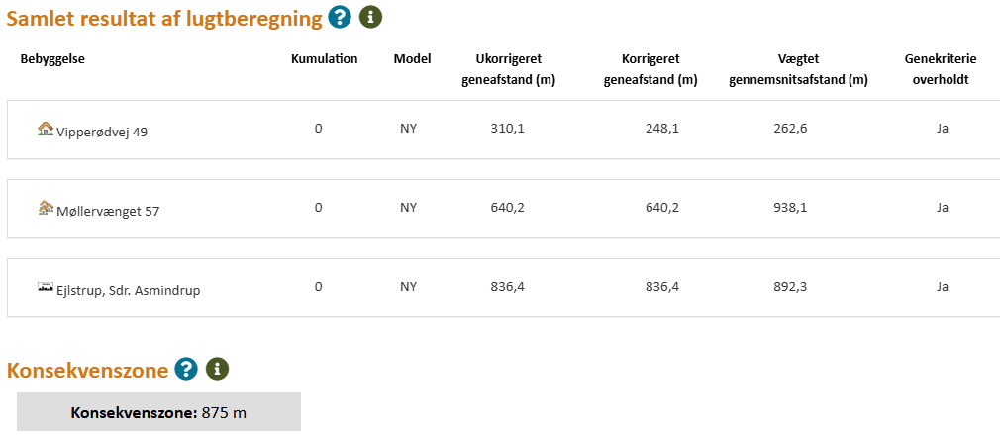 Samlet resultat af lugtberegning ? i
Bebyggelse Kumulation Model Ukorrigeret geneafstand (m) Korrigeret geneafstand (m) Vægtet gennemsnitsafstand (m) Genekriterie overholdt
Vipperødvej 49 0 NY 310,1 248,1 262,6 Ja
Møllervænget 57 0 NY 640,2 640,2 938,1 Ja
Ejlstrup, Sdr. Asmindrup 0 NY 836,4 836,4 892,3 Ja
Konsekvenszone ? i
Konsekvenszone: 875 m